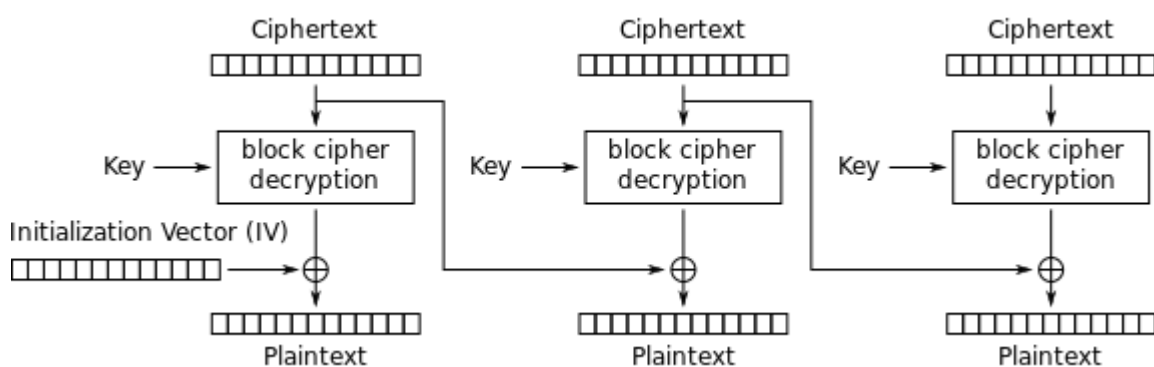 Ciphertext
Ciphertext
Ciphertext
Key
block cipher
decryption
Key
block cipher
decryption
Key
block cipher
decryption
Initialization Vector (IV)
Plaintext
Plaintext
Plaintext